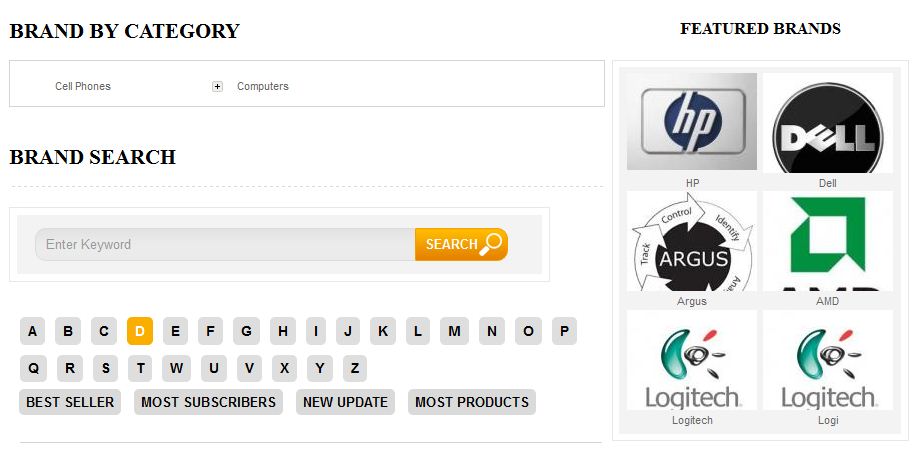 BRAND BY CATEGORY
Cell Phones
Computers
BRAND SEARCH
Enter Keyword
SEARCH
A B C D E F G H I J K L M N O P
Q R S T W U V X Y Z
BEST SELLER MOST SUBSCRIBERS NEW UPDATE MOST PRODUCTS
FEATURED BRANDS
hp
DELL
HP
Dell
Control
Identify
Track
ARGUS
AMD
Argus
AMD
Logitech
Logitech
Logitech
Logi